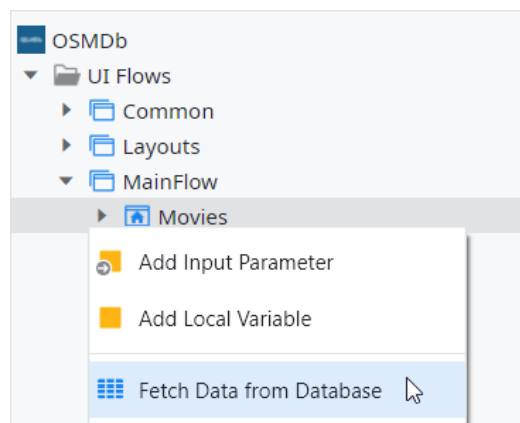 OSMDb
UI Flows
Common
Layouts
MainFlow
Movies
Add Input Parameter
Add Local Variable
Fetch Data from Database